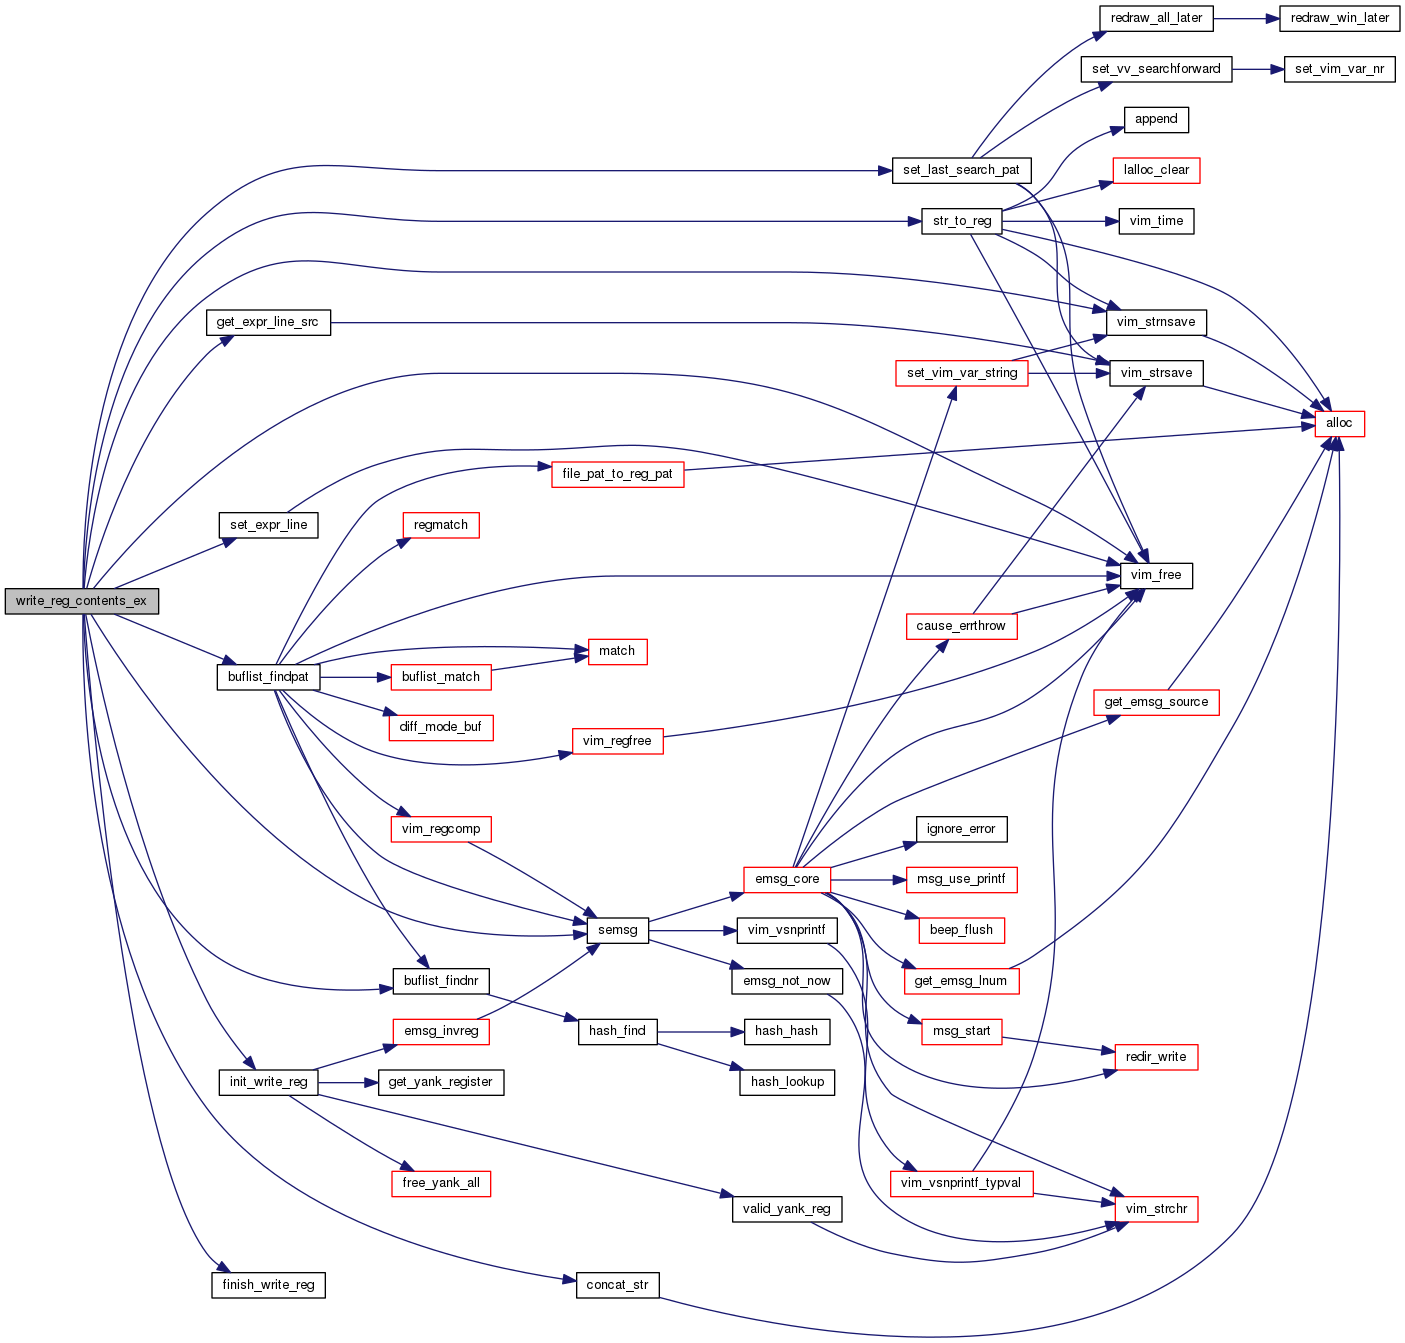 redraw_all_later
redraw_win_later
set_vv_searchforward
set_vim_var_nr
append
set_last_search_pat
lalloc_clear
str_to_reg
vim_time
get_expr_line_src
vim_strnsave
set_vim_var_string
vim_strsave
alloc
file_pat_to_reg_pat
set_expr_line
regmatch
vim_free
write_reg_contents_ex
cause_errthrow
match
buflist_findpat
buflist_match
get_emsg_source
diff_mode_buf
vim_regfree
vim_regcomp
ignore_error
emsg_core
msg_use_printf
semsg
vim_vsnprintf
beep_flush
buflist_findnr
emsg_not_now
get_emsg_lnum
emsg_invreg
hash_find
hash_hash
msg_start
redir_write
init_write_reg
get_yank_register
hash_lookup
free_yank_all
vim_vsnprintf_typval
valid_yank_reg
vim_strchr
finish_write_reg
concat_str